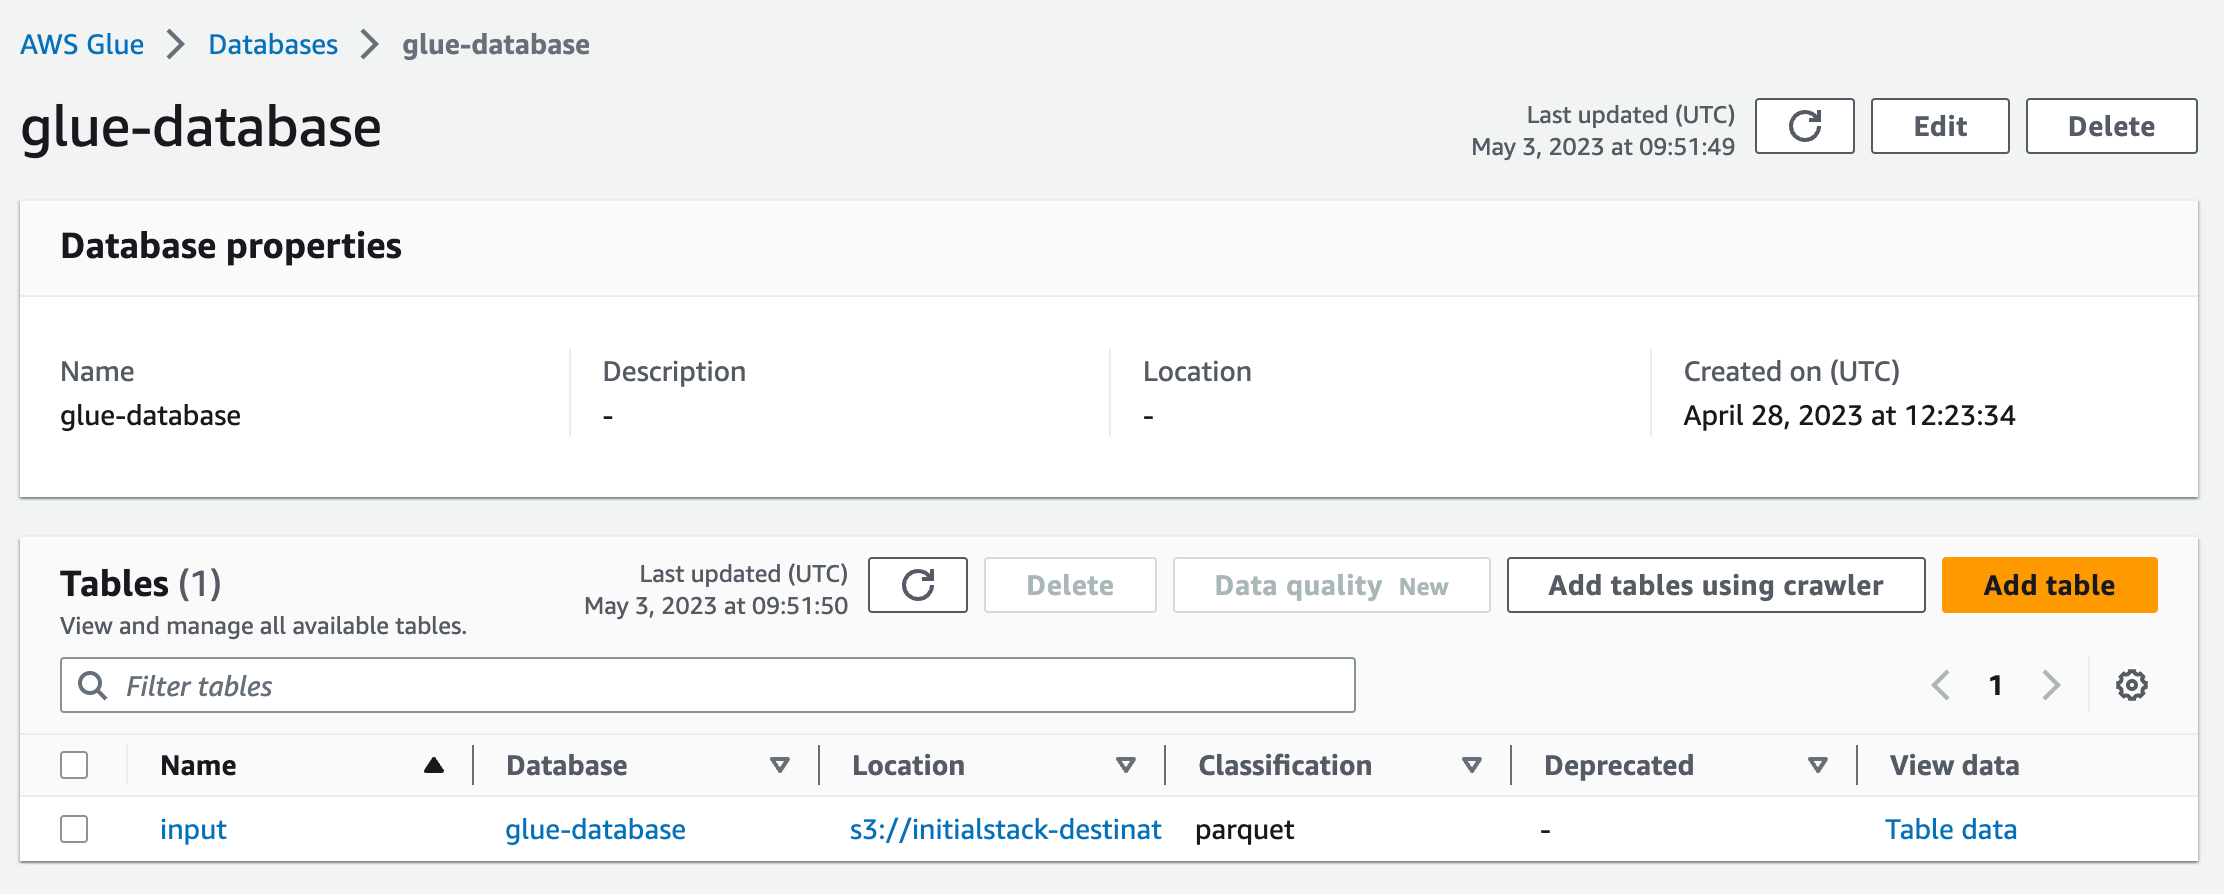 AWS Glue Databases glue-database
glue-database
Last updated (UTC)
May 3, 2023 at 09:51:49
Edit
Delete
Database properties
Name
glue-database
Description
-
Location
-
Created on (UTC)
April 28, 2023 at 12:23:34
Tables (1)
View and manage all available tables.
Last updated (UTC)
May 3, 2023 at 09:51:50
Delete
Data quality New
Add tables using crawler
Add table
Filter tables
1
Name Database Location Classification Deprecated View data
input glue-database s3://initialstack-destinat parquet - Table data